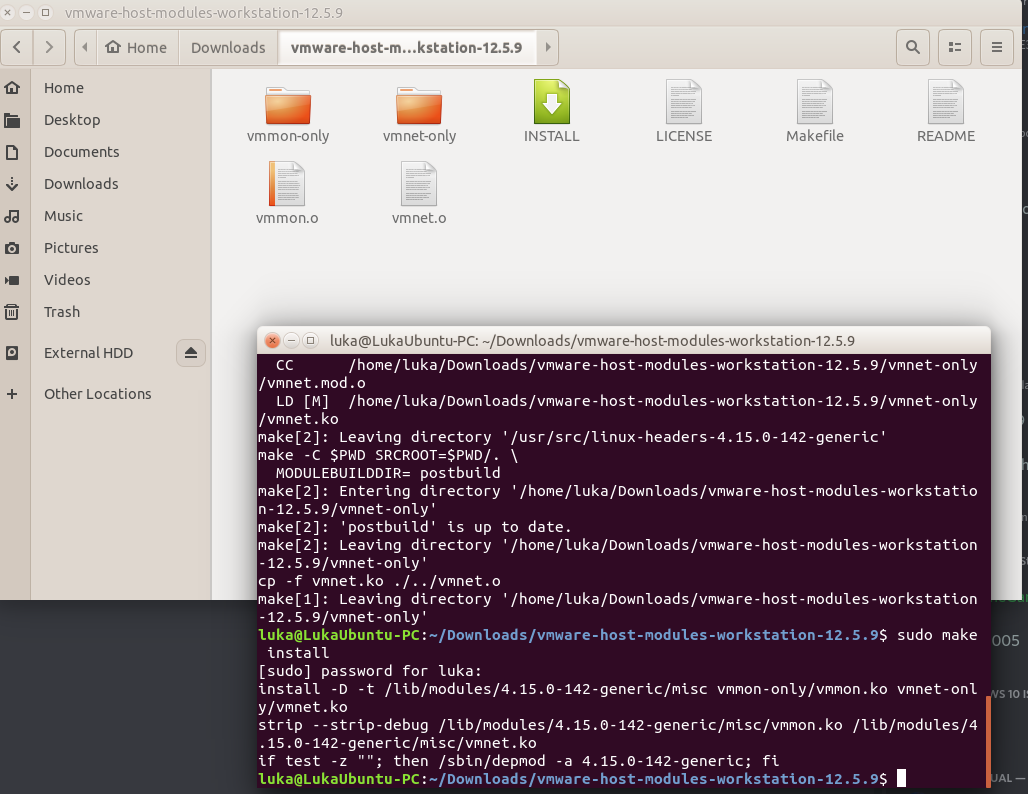 vmware-host-modules-workstation-12.5.9
Home
Downloads
vmware-host-m...kstation-12.5.9
Home
Desktop
Documents
Downloads
Music
Pictures
Videos
Trash
External HDD
Other Locations
vmmon-only
vmnet-only
INSTALL
LICENSE
Makefile
README
vmmon.o
vmnet.o
luka@LukaUbuntu-PC: ~/Downloads/vmware-host-modules-workstation-12.5.9
CC /home/luka/Downloads/vmware-host-modules-workstation-12.5.9/vmnet-only
/vmnet.mod.o
LD [M] /home/luka/Downloads/vmware-host-modules-workstation-12.5.9/vmnet-only
/vmnet.ko
make[2]: Leaving directory '/usr/src/linux-headers-4.15.0-142-generic'
make -C $PWD SRCROOT=$PWD/. \
MODULEBUILDDIR= postbuild
make[2]: Entering directory '/home/luka/Downloads/vmware-host-modules-workstatio
n-12.5.9/vmnet-only'
make[2]: 'postbuild' is up to date.
make[2]: Leaving directory '/home/luka/Downloads/vmware-host-modules-workstation
-12.5.9/vmnet-only'
cp -f vmnet.ko ./../vmnet.o
make[1]: Leaving directory '/home/luka/Downloads/vmware-host-modules-workstation
-12.5.9/vmnet-only'
luka@LukaUbuntu-PC:~/Downloads/vmware-host-modules-workstation-12.5.9$ sudo make
install
[sudo] password for luka:
install -D -t /lib/modules/4.15.0-142-generic/misc vmmon-only/vmmon.ko vmnet-onl
y/vmnet.ko
strip --strip-debug /lib/modules/4.15.0-142-generic/misc/vmmon.ko /lib/modules/4
.15.0-142-generic/misc/vmnet.ko
if test -z ""; then /sbin/depmod -a 4.15.0-142-generic; fi
luka@LukaUbuntu-PC:~/Downloads/vmware-host-modules-workstation-12.5.9$
005
WS 10 IS
UAL —